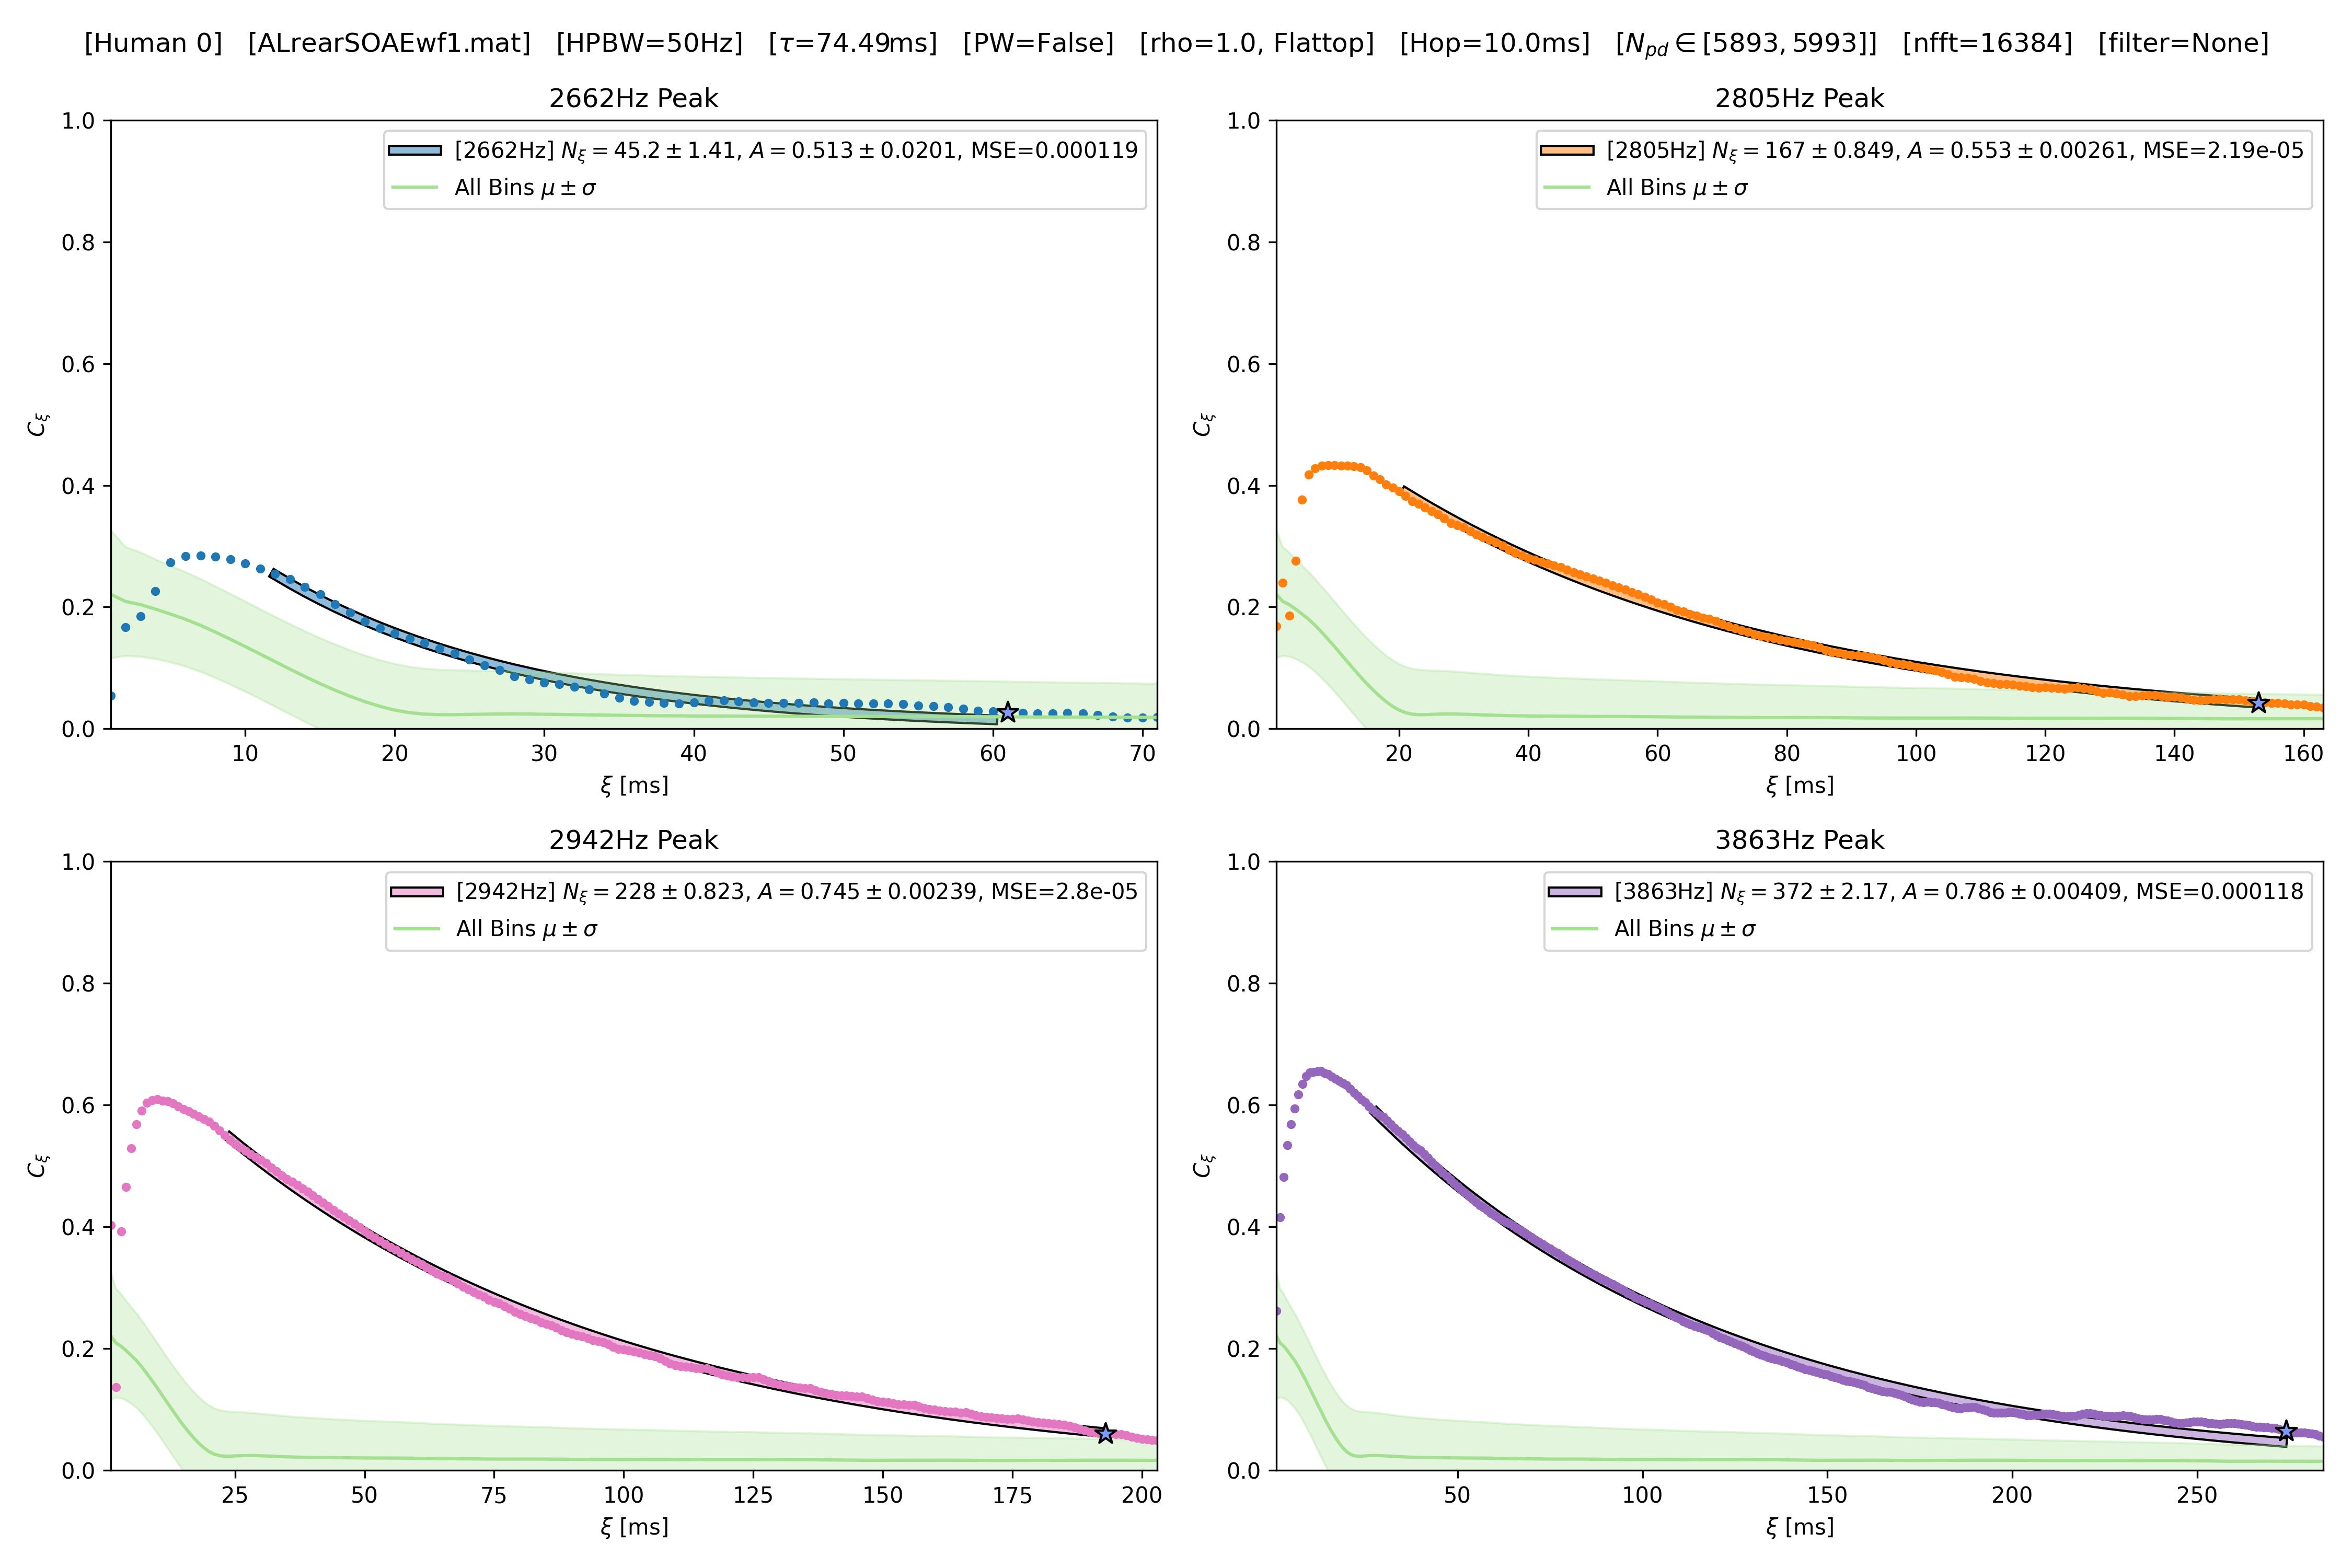 [Human 0] [ALrearSOAEwf1.mat] [HPBW=50Hz] [τ=74.49ms] [PW=False] [rho=1.0, Flattop] [Hop=10.0ms] [N_pd ∈ [5893, 5993]] [nfft=16384] [filter=None]
2662Hz Peak
1.0
0.8
0.6
0.4
0.2
0.0
C_ξ
[2662Hz] N_ξ = 45.2 ± 1.41, A = 0.513 ± 0.0201, MSE=0.000119
All Bins μ ± σ
10 20 30 40 50 60 70
ξ [ms]
2805Hz Peak
1.0
0.8
0.6
0.4
0.2
0.0
C_ξ
[2805Hz] N_ξ = 167 ± 0.849, A = 0.553 ± 0.00261, MSE=2.19e-05
All Bins μ ± σ
20 40 60 80 100 120 140 160
ξ [ms]
2942Hz Peak
1.0
0.8
0.6
0.4
0.2
0.0
C_ξ
[2942Hz] N_ξ = 228 ± 0.823, A = 0.745 ± 0.00239, MSE=2.8e-05
All Bins μ ± σ
25 50 75 100 125 150 175 200
ξ [ms]
3863Hz Peak
1.0
0.8
0.6
0.4
0.2
0.0
C_ξ
[3863Hz] N_ξ = 372 ± 2.17, A = 0.786 ± 0.00409, MSE=0.000118
All Bins μ ± σ
50 100 150 200 250
ξ [ms]